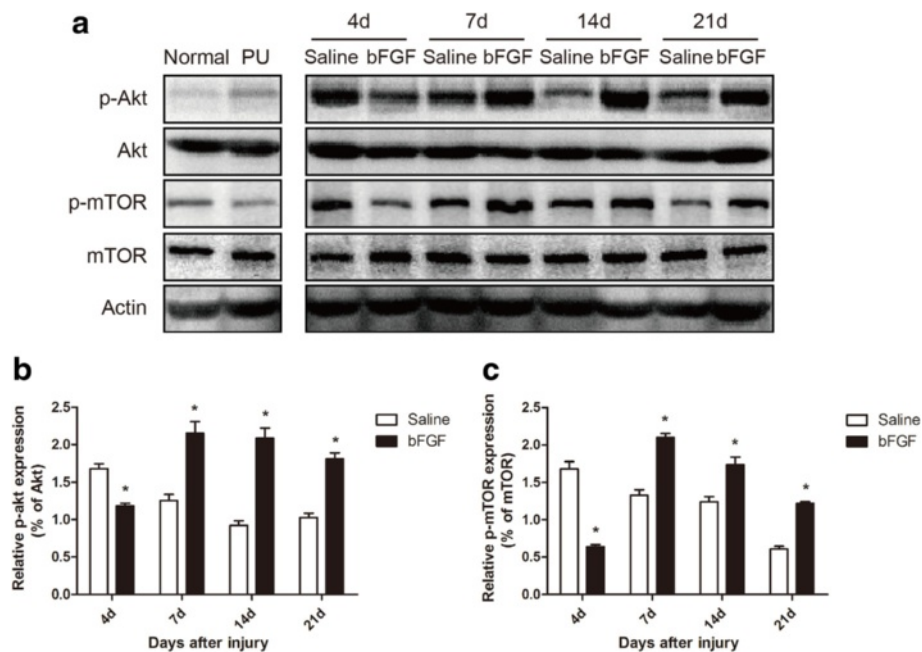 a
4d 7d 14d 21d
Normal PU Saline bFGF Saline bFGF Saline bFGF Saline bFGF
p-Akt
Akt
p-mTOR
mTOR
Actin
b
Relative p-akt expression
(% of Akt)
2.5
2.0
1.5
1.0
0.5
0.0
* * * *
4d 7d 14d 21d
Days after injury
Saline
bFGF
c
Relative p-mTOR expression
(% of mTOR)
2.5
2.0
1.5
1.0
0.5
0.0
* * * *
4d 7d 14d 21d
Days after injury
Saline
bFGF